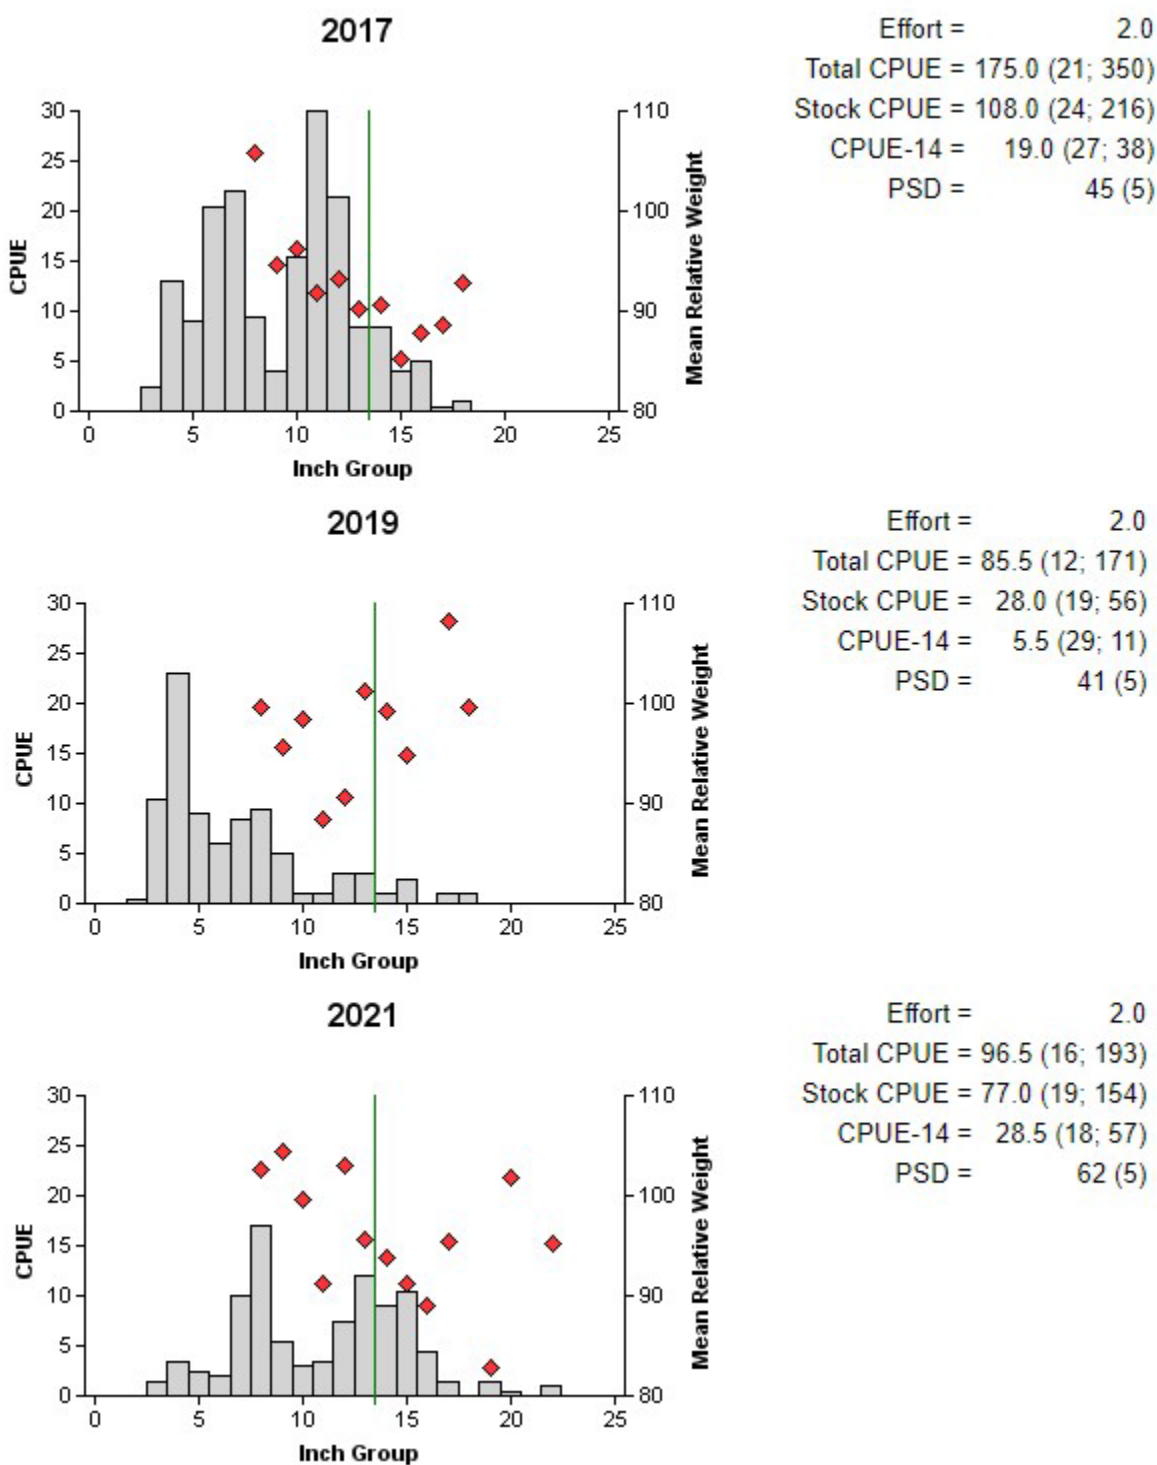 2017
Effort = 2.0
Total CPUE = 175.0 (21; 350)
Stock CPUE = 108.0 (24; 216)
CPUE-14 = 19.0 (27; 38)
PSD = 45 (5)
30
25
20
15
10
5
0
CPUE
110
100
90
80
Mean Relative Weight
0 5 10 15 20 25
Inch Group
2019
Effort = 2.0
Total CPUE = 85.5 (12; 171)
Stock CPUE = 28.0 (19; 56)
CPUE-14 = 5.5 (29; 11)
PSD = 41 (5)
30
25
20
15
10
5
0
CPUE
110
100
90
80
Mean Relative Weight
0 5 10 15 20 25
Inch Group
2021
Effort = 2.0
Total CPUE = 96.5 (16; 193)
Stock CPUE = 77.0 (19; 154)
CPUE-14 = 28.5 (18; 57)
PSD = 62 (5)
30
25
20
15
10
5
0
CPUE
110
100
90
80
Mean Relative Weight
0 5 10 15 20 25
Inch Group